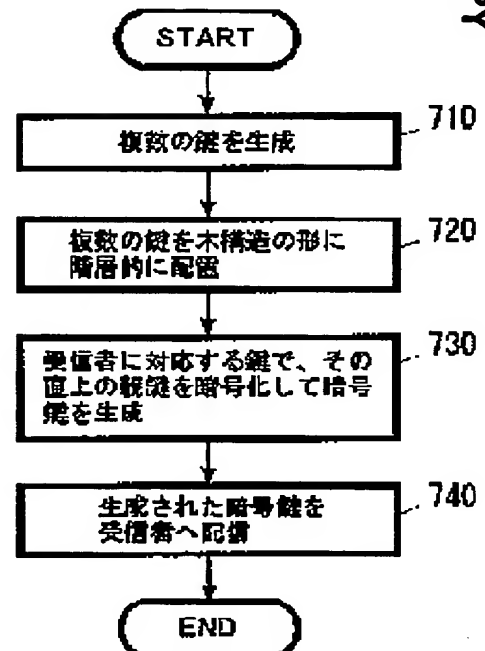 START
複数の鍵を生成
710
複数の鍵を木構造の形に
階層的に配置
720
受信者に対応する鍵で、その
直上の親鍵を暗号化して暗号
鍵を生成
730
生成された暗号鍵を
受信者へ配信
740
END